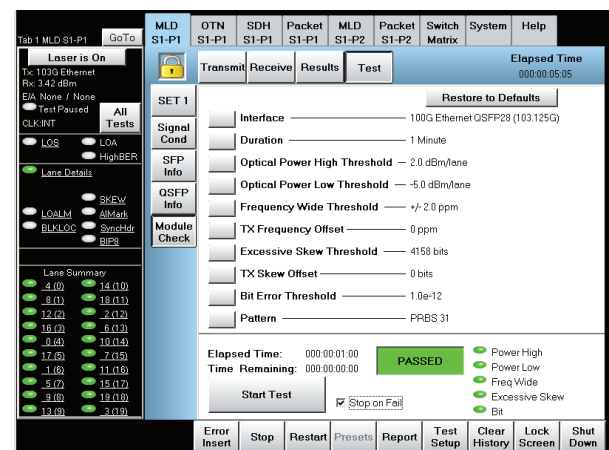 MLD OTN SDH Packet MLD Packet Switch System Help
Tab 1 MLD S1-P1 GoTo S1-P1 S1-P1 S1-P1 S1-P1 S1-P2 S1-P2 Matrix
Laser is On
Tx: 103G Ethernet
Rx: 3.42 dBm
E/A None / None
Test Paused
CLK:INT
All Tests
LOS LOA
HighBER
Lane Details
SKEW
LOALM AlMark
BLKLOC SyncHdr
BIP8
Lane Summary
4 (0) 14 (10)
8 (1) 18 (11)
12 (2) 2 (12)
16 (3) 6 (13)
0 (4) 10 (14)
17 (5) 7 (15)
1 (6) 11 (16)
5 (7) 15 (17)
9 (8) 19 (18)
13 (9) 3 (19)
Transmit Receive Results Test
Elapsed Time
000:00:05:05
SET 1
Signal Cond
SFP Info
QSFP Info
Module Check
Restore to Defaults
Interface 100G Ethernet QSFP28 (103.125G)
Duration 1 Minute
Optical Power High Threshold 2.0 dBm/lane
Optical Power Low Threshold -5.0 dBm/lane
Frequency Wide Threshold +/- 2.0 ppm
TX Frequency Offset 0 ppm
Excessive Skew Threshold 4158 bits
TX Skew Offset 0 bits
Bit Error Threshold 1.0e-12
Pattern PRBS 31
Elapsed Time: 000:00:01:00
Time Remaining: 000:00:00:00
PASSED
Start Test
Stop on Fail
Power High
Power Low
Freq Wide
Excessive Skew
Bit
Error Insert Stop Restart Presets Report Test Setup Clear History Lock Screen Shut Down